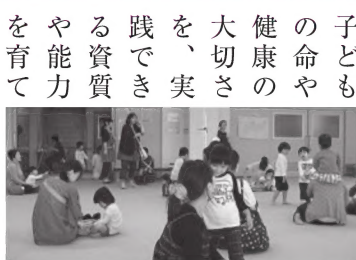 子ども
の命や
健康の
大切さ
を、実
践でき
る資質
や能力
を育て